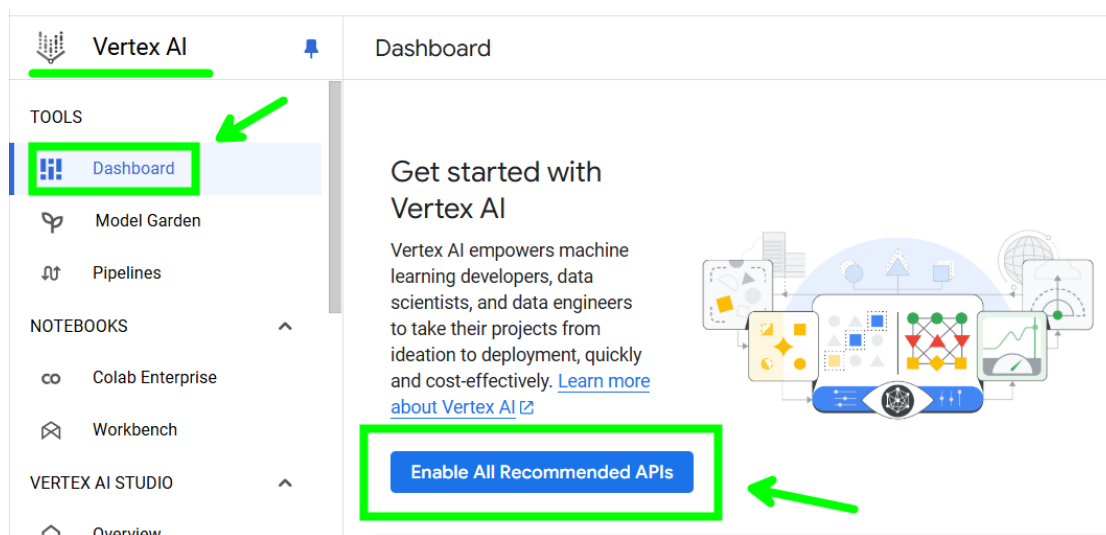 Vertex AI
Dashboard
TOOLS
Dashboard
Model Garden
Pipelines
NOTEBOOKS
Colab Enterprise
Workbench
VERTEX AI STUDIO
Overview
Get started with
Vertex AI
Vertex AI empowers machine
learning developers, data
scientists, and data engineers
to take their projects from
ideation to deployment, quickly
and cost-effectively. Learn more
about Vertex AI
Enable All Recommended APIs